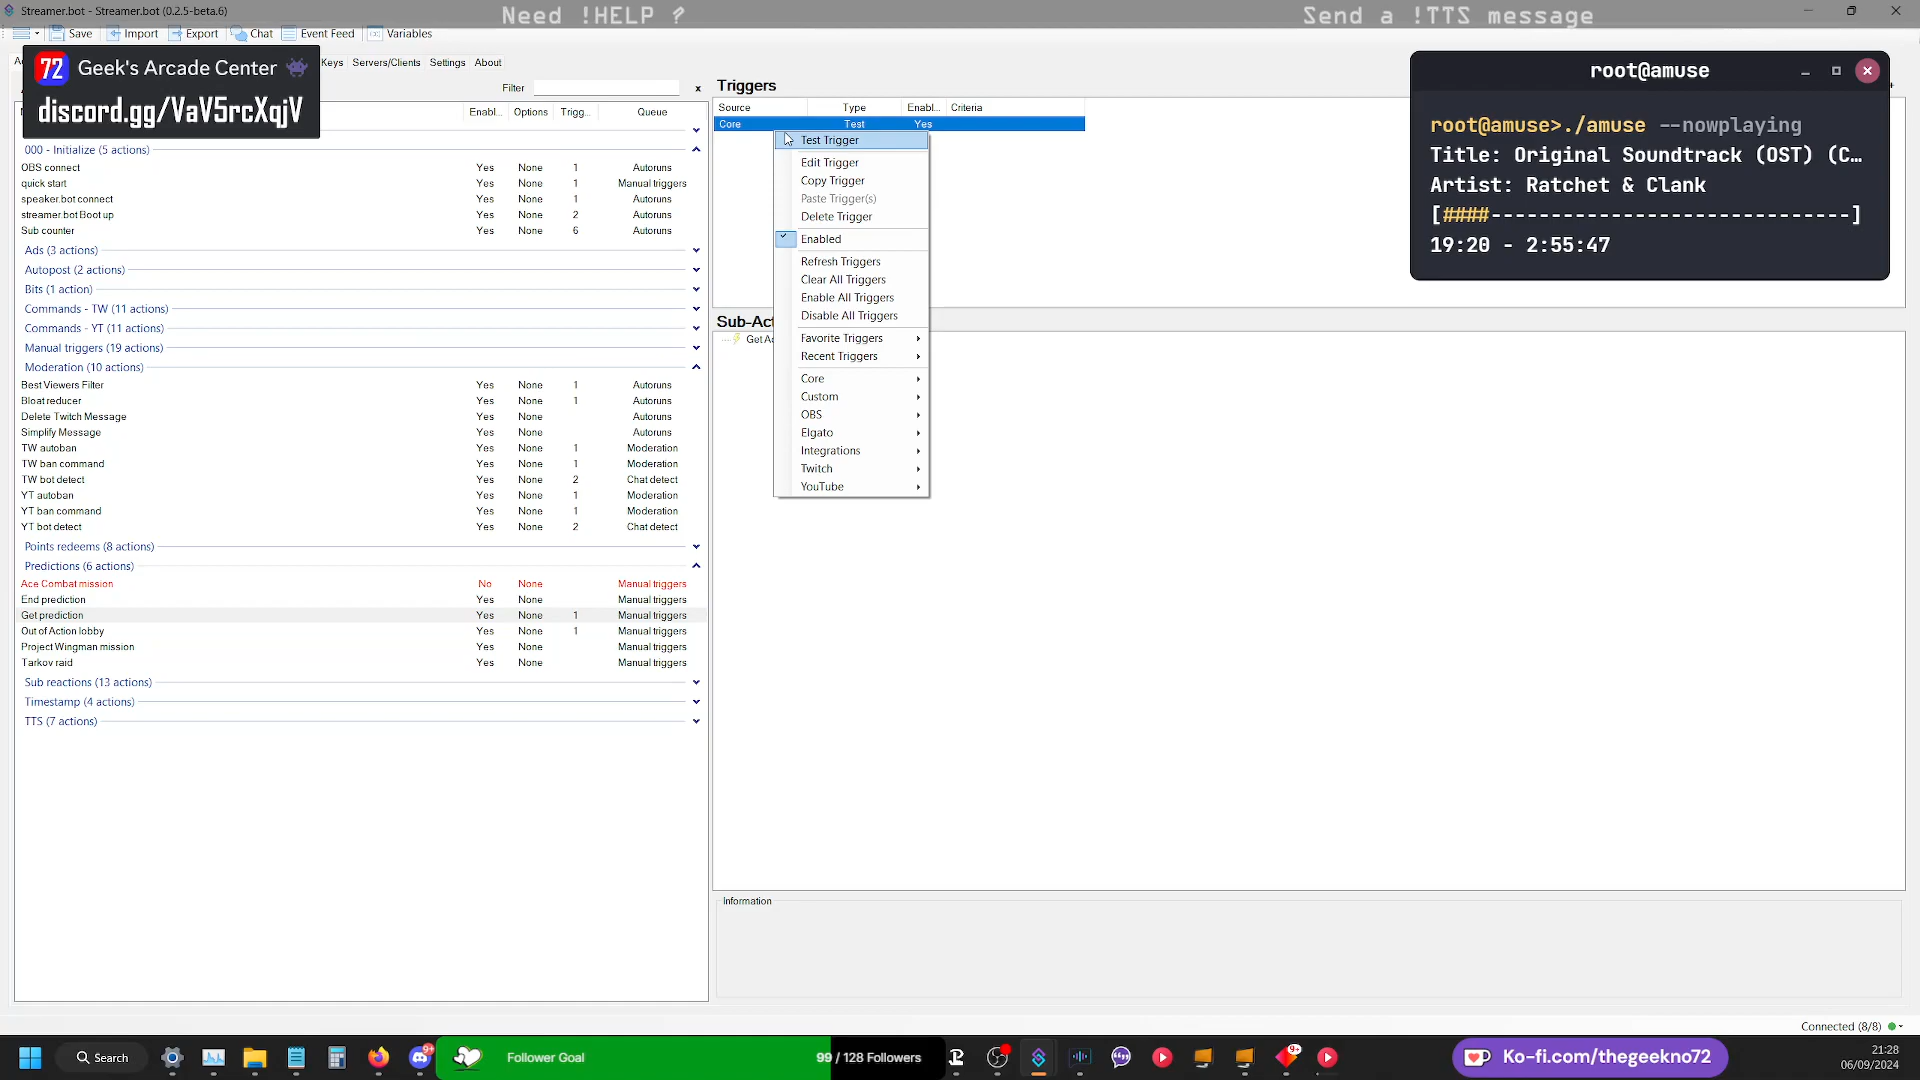 Streamer.bot - Streamer.bot (0.2.5-beta.6)
Need !HELP ?
Send a !TTS message
Save
Import
Export
Chat
Event Feed
Variables
72 Geek's Arcade Center
discord.gg/VaV5rcXqjV
Keys
Servers/Clients
Settings
About
Filter
x
Enabl...
Options
Trigg...
Queue
000 - Initialize (5 actions)
OBS connect Yes None 1 Autoruns
quick start Yes None 1 Manual triggers
speaker.bot connect Yes None 1 Autoruns
streamer.bot Boot up Yes None 2 Autoruns
Sub counter Yes None 6 Autoruns
Ads (3 actions)
Autopost (2 actions)
Bits (1 action)
Commands - TW (11 actions)
Commands - YT (11 actions)
Manual triggers (19 actions)
Moderation (10 actions)
Best Viewers Filter Yes None 1 Autoruns
Bloat reducer Yes None 1 Autoruns
Delete Twitch Message Yes None Autoruns
Simplify Message Yes None Autoruns
TW autoban Yes None 1 Moderation
TW ban command Yes None 1 Moderation
TW bot detect Yes None 2 Chat detect
YT autoban Yes None 1 Moderation
YT ban command Yes None 1 Moderation
YT bot detect Yes None 2 Chat detect
Points redeems (8 actions)
Predictions (6 actions)
Ace Combat mission No None Manual triggers
End prediction Yes None Manual triggers
Get prediction Yes None 1 Manual triggers
Out of Action lobby Yes None 1 Manual triggers
Project Wingman mission Yes None Manual triggers
Tarkov raid Yes None Manual triggers
Sub reactions (13 actions)
Timestamp (4 actions)
TTS (7 actions)
Triggers
Source Type Enabl... Criteria
Core Test Yes
Test Trigger
Edit Trigger
Copy Trigger
Paste Trigger(s)
Delete Trigger
Enabled
Refresh Triggers
Clear All Triggers
Enable All Triggers
Disable All Triggers
Favorite Triggers
Recent Triggers
Core
Custom
OBS
Elgato
Integrations
Twitch
YouTube
Sub-Act
Get Ac
Information
root@amuse
root@amuse>./amuse --nowplaying
Title: Original Soundtrack (OST) (C…
Artist: Ratchet & Clank
[####-------------------------------]
19:20 - 2:55:47
Connected (8/8)
Search
9+
Follower Goal
99 / 128 Followers
9+
Ko-fi.com/thegeekno72
21:28
06/09/2024